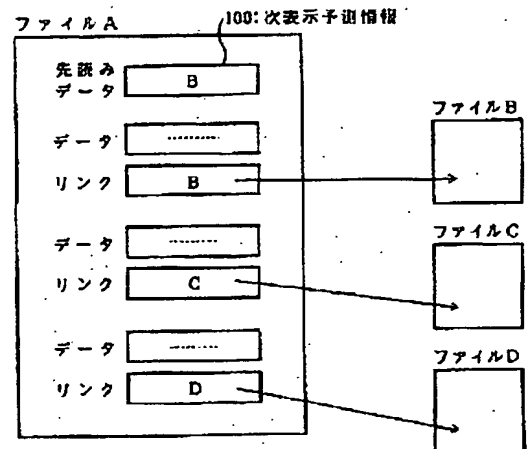 ファイルA
100:次表示予測情報
先読み
データ
B
データ
---------
リンク
B
データ
---------
リンク
C
データ
---------
リンク
D
ファイルB
ファイルC
ファイルD